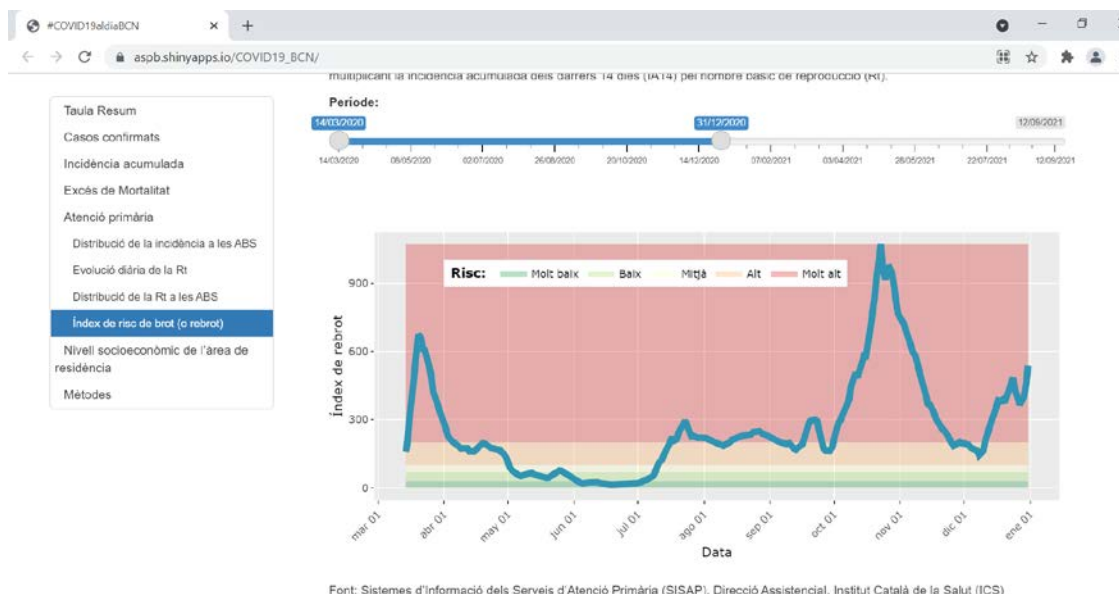 #COVID19aldiaBCN
aspb.shinyapps.io/COVID19_BCN/
multiplicant la incidència acumulada dels darrers 14 dies (IA14) pel nombre bàsic de reproducció (Rt).
Taula Resum
Casos confirmats
Incidència acumulada
Excés de Mortalitat
Atenció primària
Distribució de la incidència a les ABS
Evolució diària de la Rt
Distribució de la Rt a les ABS
Índex de risc de brot (o rebrot)
Nivell socioeconòmic de l'àrea de
residència
Mètodes
Període:
14/03/2020 31/12/2020 12/09/2021
14/03/2020 08/05/2020 02/07/2020 26/08/2020 20/10/2020 14/12/2020 07/02/2021 03/04/2021 28/05/2021 22/07/2021 12/09/2021
Risc: Molt baix Baix Mitjà Alt Molt alt
Índex de rebrot
900
600
300
0
mar 01 abr 01 may 01 jun 01 jul 01 ago 01 sep 01 oct 01 nov 01 dic 01 ene 01
Data
Font: Sistemes d'Informació dels Serveis d'Atenció Primària (SISAP). Direcció Assistencial. Institut Català de la Salut (ICS)